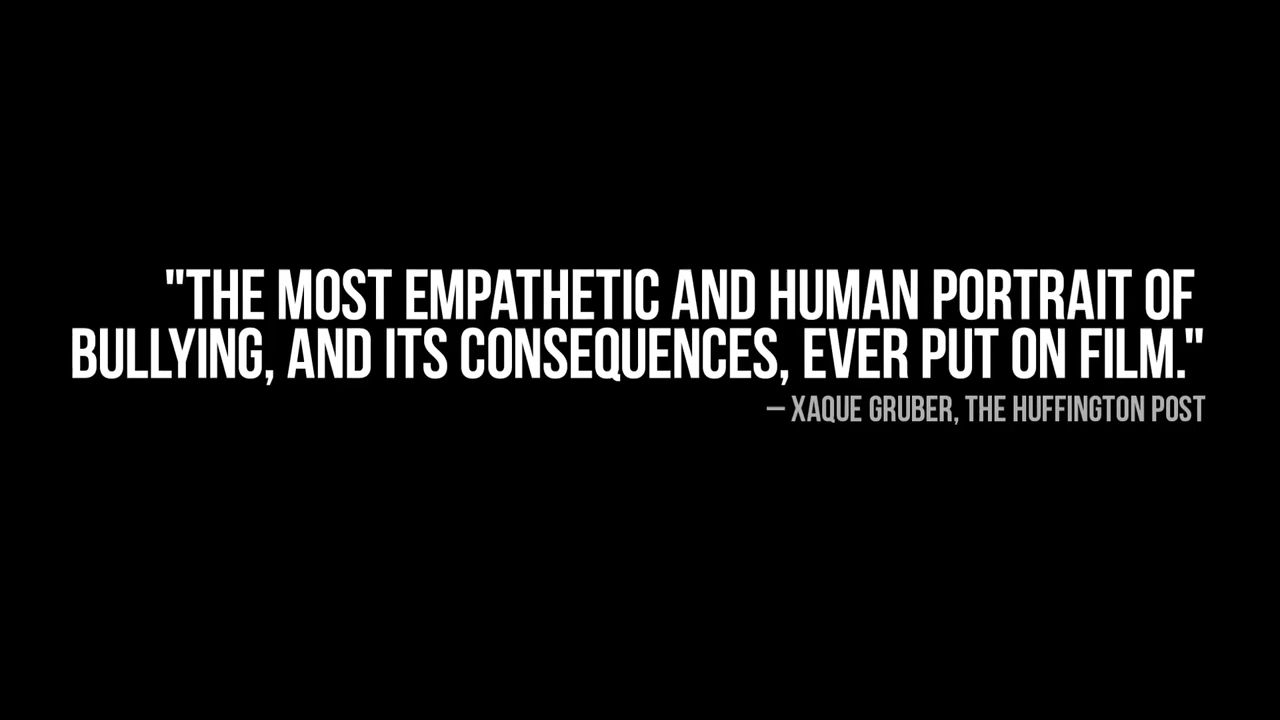 "THE MOST EMPATHETIC AND HUMAN PORTRAIT OF
BULLYING, AND ITS CONSEQUENCES, EVER PUT ON FILM."
– XAQUE GRUBER, THE HUFFINGTON POST